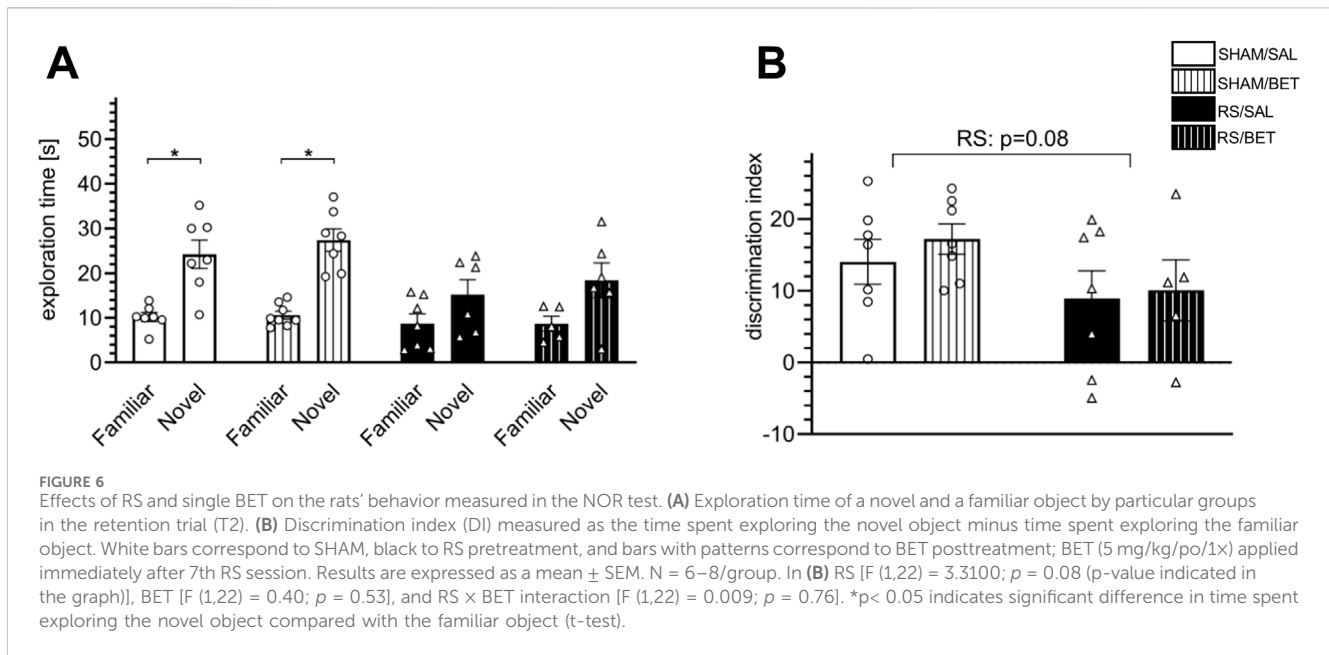 A
B
SHAM/SAL
SHAM/BET
RS/SAL
RS/BET
exploration time [s]
50
40
30
20
10
0
*
*
Familiar
Novel
Familiar
Novel
Familiar
Novel
Familiar
Novel
RS: p=0.08
discrimination index
20
10
0
-10
FIGURE 6
Effects of RS and single BET on the rats' behavior measured in the NOR test. (A) Exploration time of a novel and a familiar object by particular groups
in the retention trial (T2). (B) Discrimination index (DI) measured as the time spent exploring the novel object minus time spent exploring the familiar
object. White bars correspond to SHAM, black to RS pretreatment, and bars with patterns correspond to BET posttreatment; BET (5 mg/kg/po/1×) applied
immediately after 7th RS session. Results are expressed as a mean ± SEM. N = 6–8/group. In (B) RS [F (1,22) = 3.3100; p = 0.08 (p-value indicated in
the graph)], BET [F (1,22) = 0.40; p = 0.53], and RS × BET interaction [F (1,22) = 0.009; p = 0.76]. *p< 0.05 indicates significant difference in time spent
exploring the novel object compared with the familiar object (t-test).